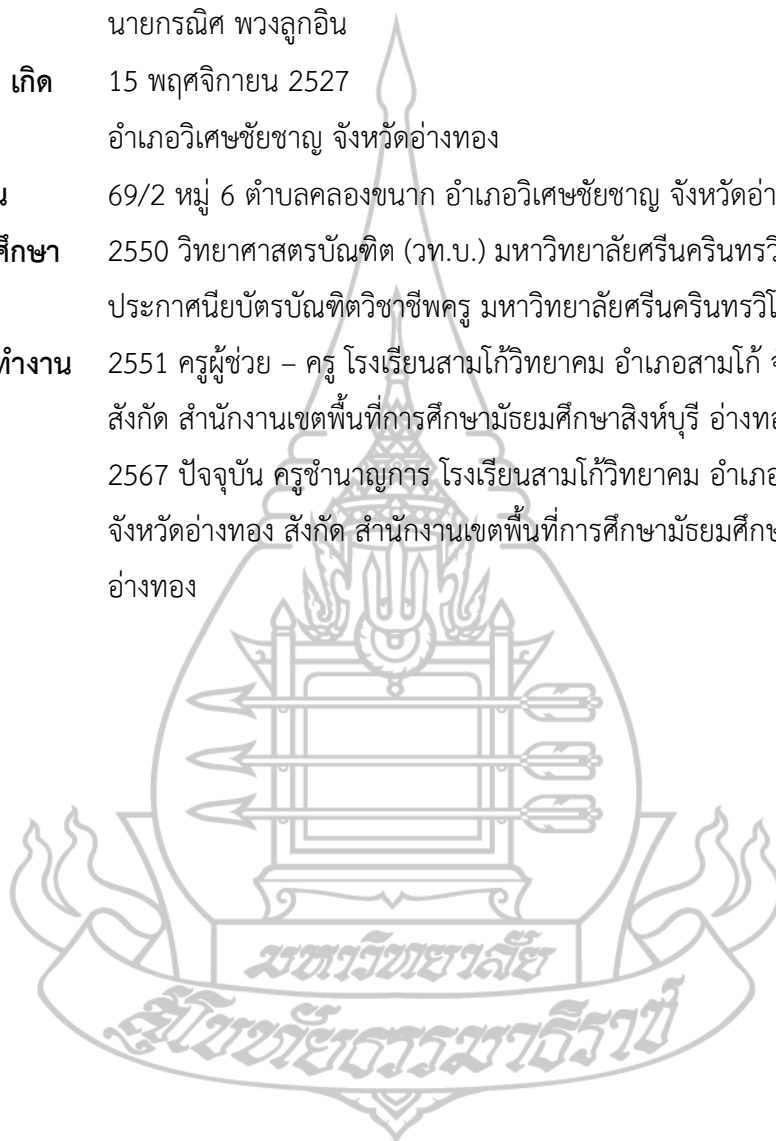 นายกรณิศ พวงลูกอิน
เกิด 15 พฤศจิกายน 2527
อำเภอวิเศษชัยชาญ จังหวัดอ่างทอง
69/2 หมู่ 6 ตำบลคลองขนาก อำเภอวิเศษชัยชาญ จังหวัดอ่า
ศึกษา 2550 วิทยาศาสตรบัณฑิต (วท.บ.) มหาวิทยาลัยศรีนครินทรวิ
ประกาศนียบัตรบัณฑิตวิชาชีพครู มหาวิทยาลัยศรีนครินทรวิโ
ทำงาน 2551 ครูผู้ช่วย – ครู โรงเรียนสามโก้วิทยาคม อำเภอสามโก้ จั
สังกัด สำนักงานเขตพื้นที่การศึกษามัธยมศึกษาสิงห์บุรี อ่างทอ
2567 ปัจจุบัน ครูชำนาญการ โรงเรียนสามโก้วิทยาคม อำเภอ
จังหวัดอ่างทอง สังกัด สำนักงานเขตพื้นที่การศึกษามัธยมศึกษ
อ่างทอง
มหาวิทยาลัย
สุโขทัยธรรมาธิราช